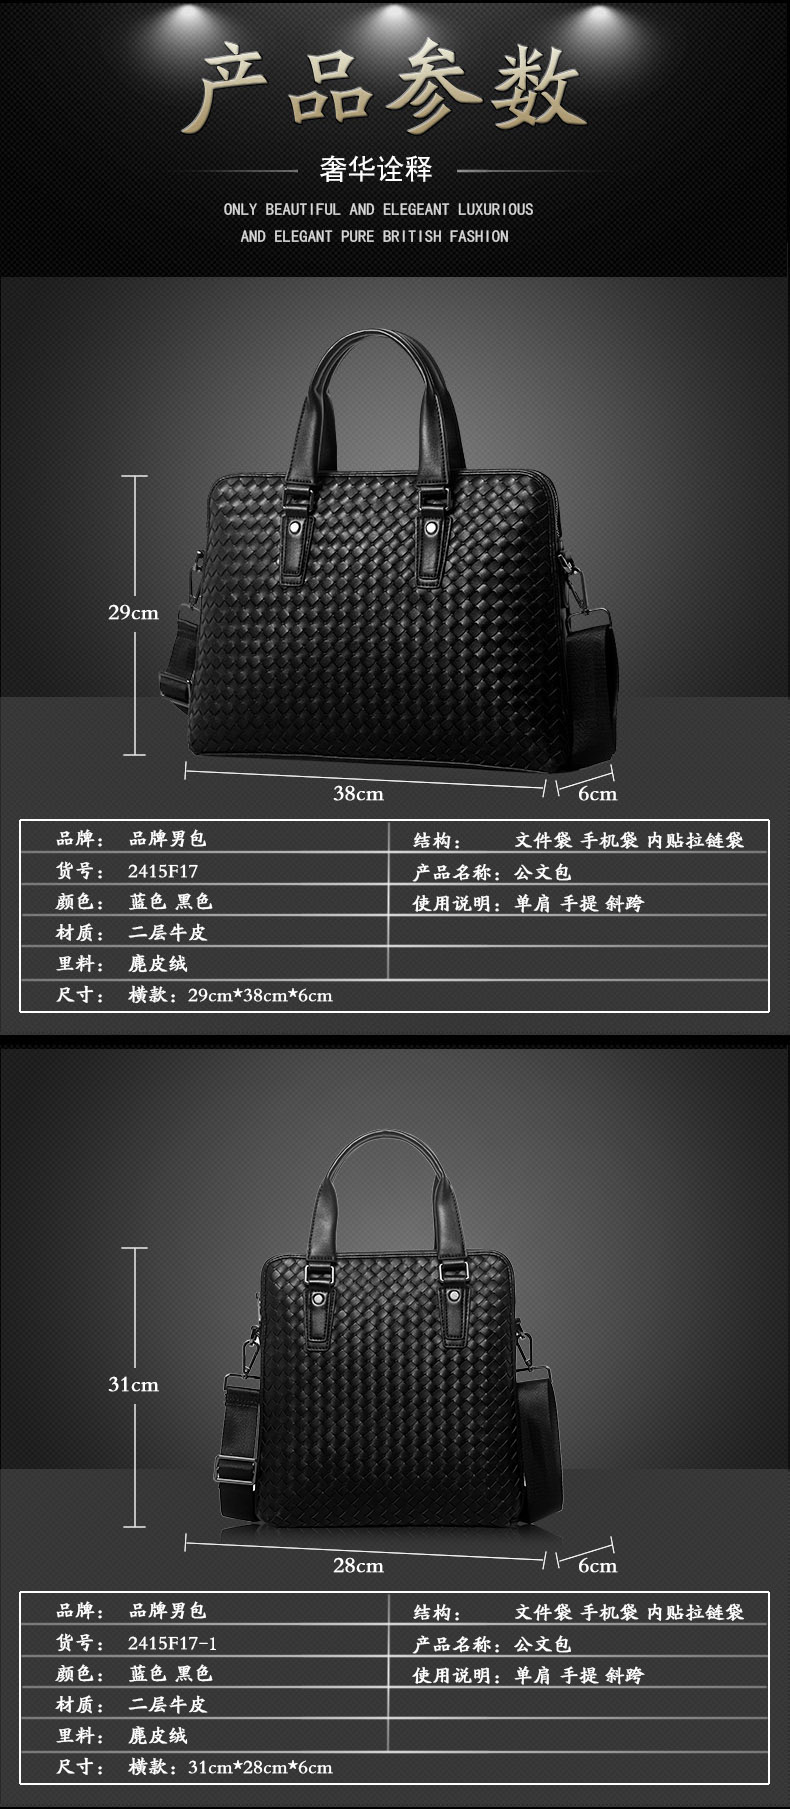 产品参数
奢华诠释
ONLY BEAUTIFUL AND ELEGEANT LUXURIOUS
AND ELEGANT PURE BRITISH FASHION
29cm
38cm
6cm
品牌： 品牌男包
结构： 文件袋 手机袋 内贴拉链袋
货号： 2415F17
产品名称：公文包
颜色： 蓝色 黑色
使用说明：单肩 手提 斜跨
材质： 二层牛皮
里料： 麂皮绒
尺寸： 横款：29cm*38cm*6cm
31cm
28cm
6cm
品牌： 品牌男包
结构： 文件袋 手机袋 内贴拉链袋
货号： 2415F17-1
产品名称：公文包
颜色： 蓝色 黑色
使用说明：单肩 手提 斜跨
材质： 二层牛皮
里料： 麂皮绒
尺寸： 横款：31cm*28cm*6cm